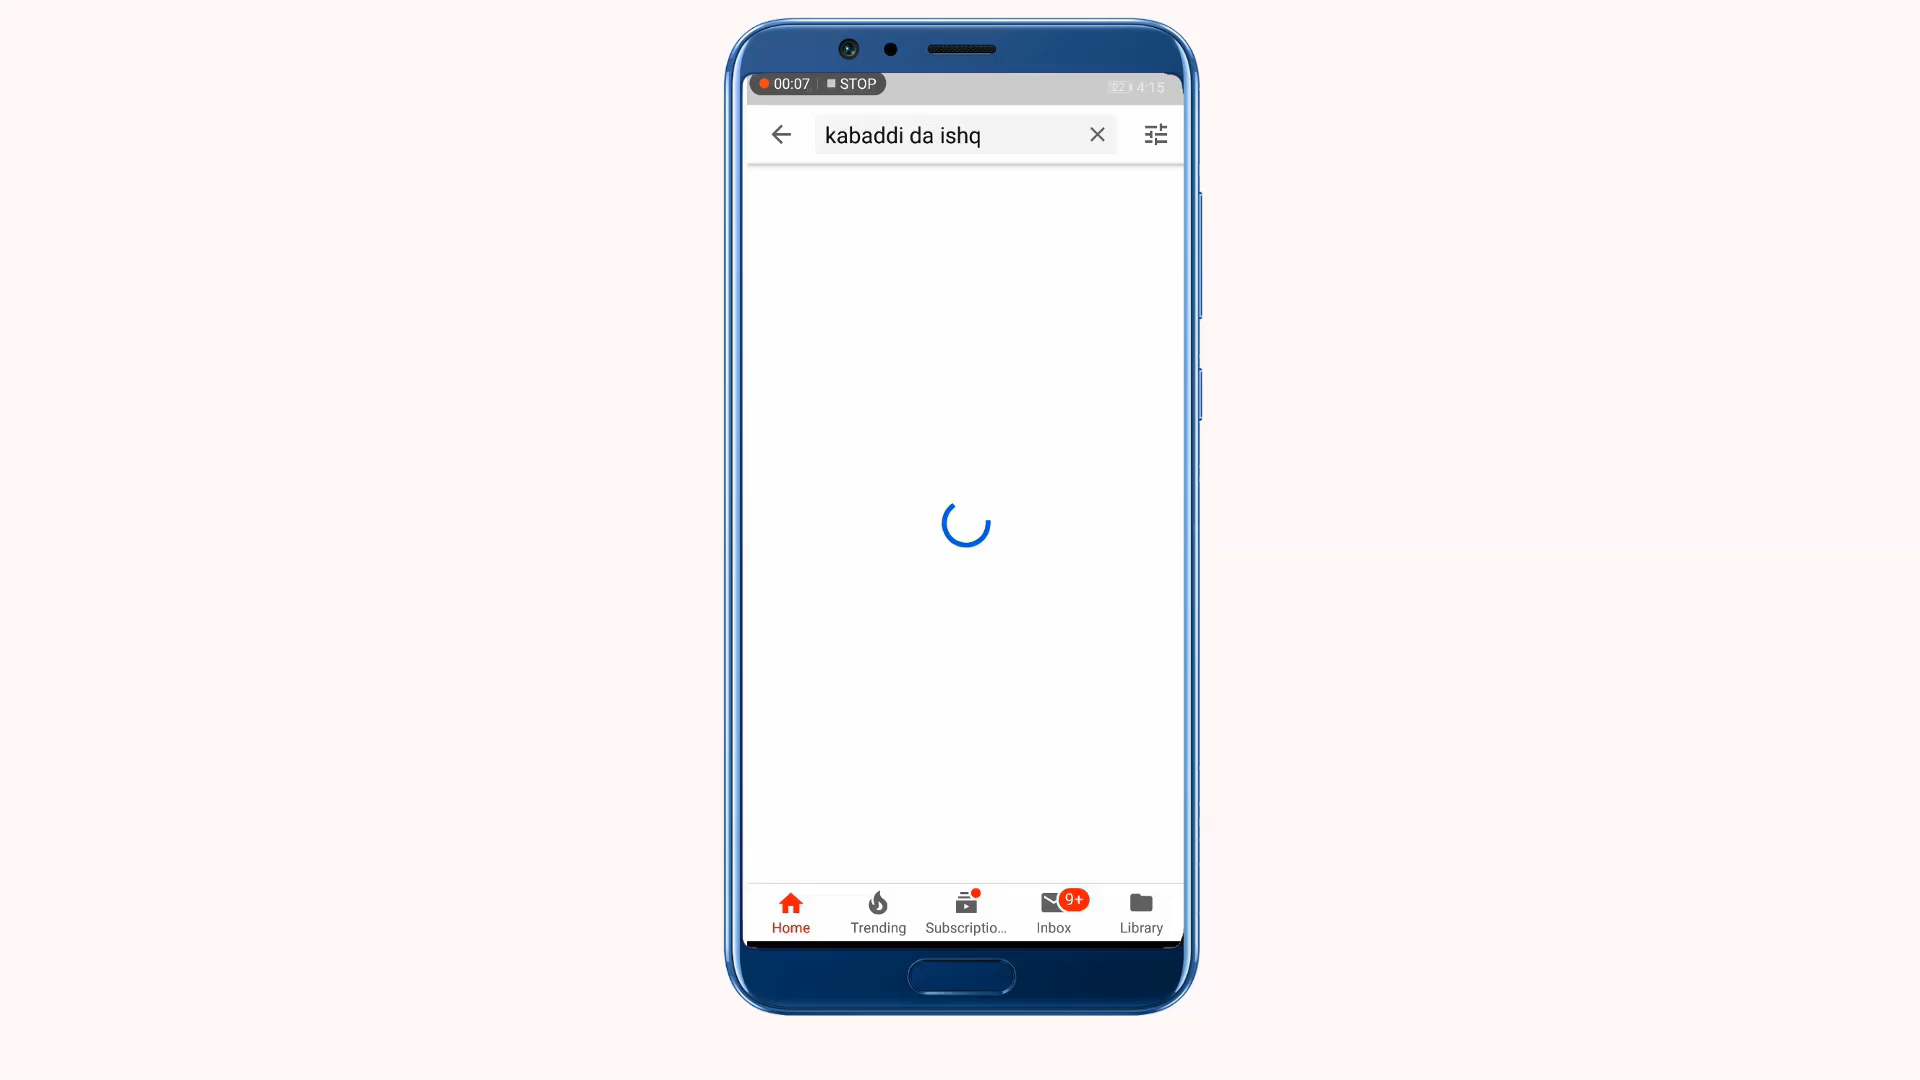 00:07 STOP
4:15
kabaddi da ishq
9+
Home Trending Subscriptio... Inbox Library